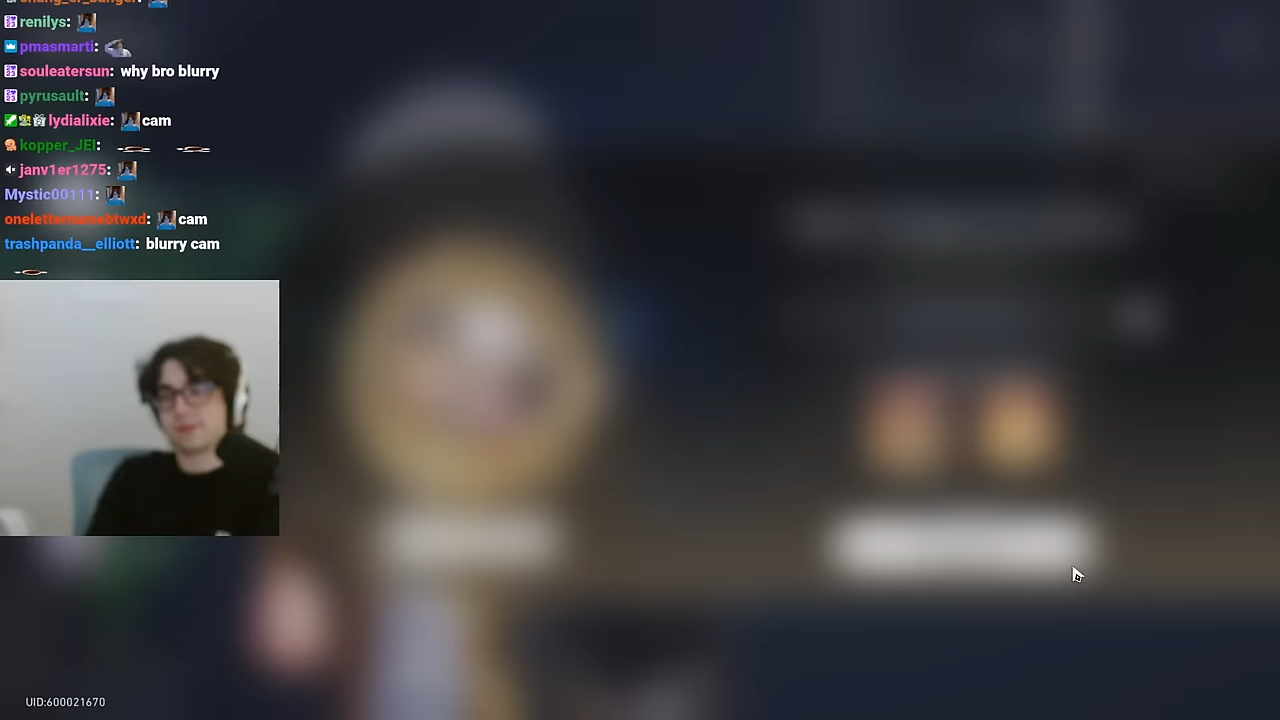 renilys:
pmasmarti:
souleatersun: why bro blurry
pyrusault:
lydialixie: cam
kopper_JEI:
janv1er1275:
Mystic00111:
oneletternamebtwxd: cam
trashpanda__elliott: blurry cam
UID:600021670